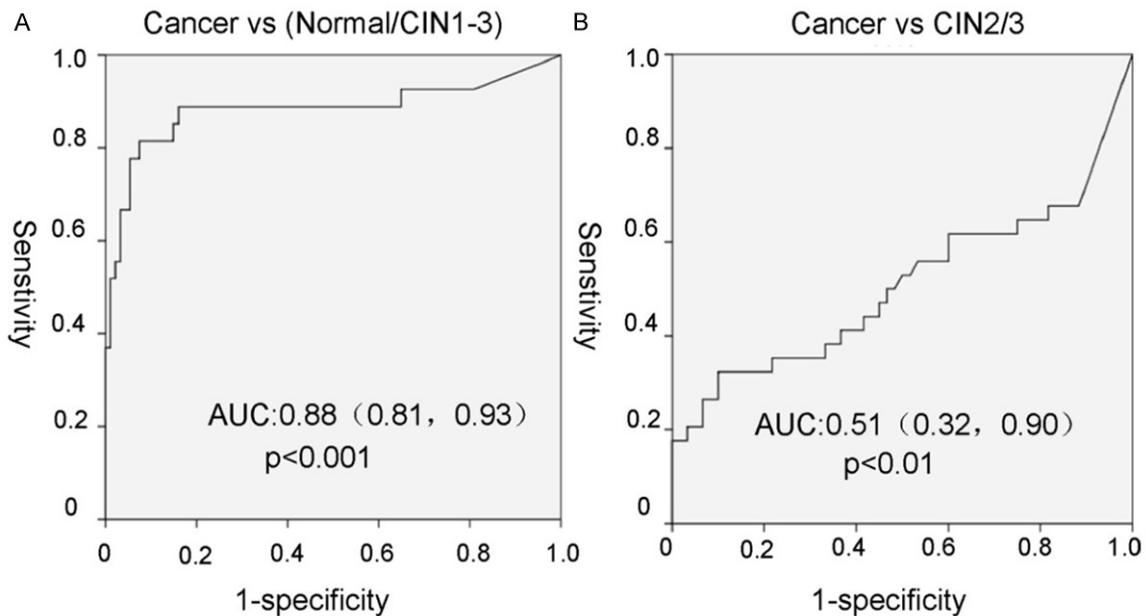 A
Cancer vs (Normal/CIN1-3)
1.0
0.8
0.6
0.4
0.2
0
Senstivity
AUC:0.88（0.81，0.93）
p<0.001
0 0.2 0.4 0.6 0.8 1.0
1-specificity
B
Cancer vs CIN2/3
1.0
0.8
0.6
0.4
0.2
0
Senstivity
AUC:0.51（0.32，0.90）
p<0.01
0 0.2 0.4 0.6 0.8 1.0
1-specificity